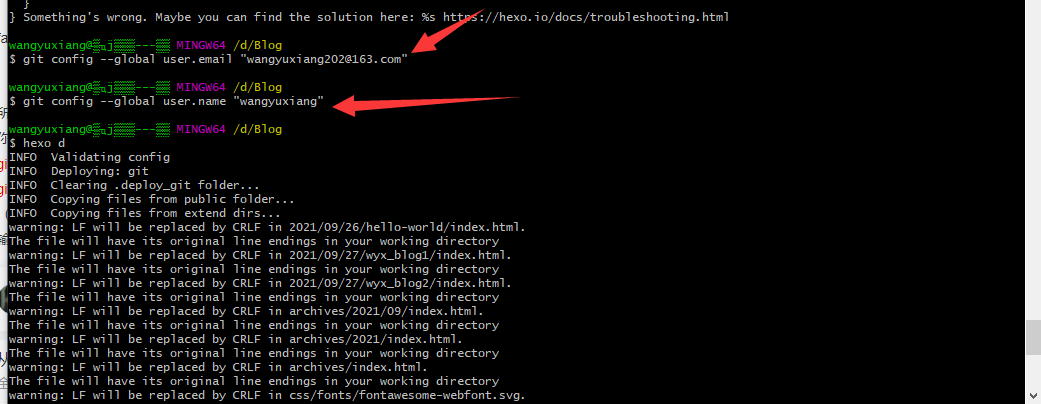 }
} Something's wrong. Maybe you can find the solution here: %s https://hexo.io/docs/troubleshooting.html
wangyuxiang@ MINGW64 /d/Blog
$ git config --global user.email "wangyuxiang202@163.com"
wangyuxiang@ MINGW64 /d/Blog
$ git config --global user.name "wangyuxiang"
wangyuxiang@ MINGW64 /d/Blog
$ hexo d
INFO  Validating config
INFO  Deploying: git
INFO  Clearing .deploy_git folder...
INFO  Copying files from public folder...
INFO  Copying files from extend dirs...
warning: LF will be replaced by CRLF in 2021/09/26/hello-world/index.html.
The file will have its original line endings in your working directory
warning: LF will be replaced by CRLF in 2021/09/27/wyx_blog1/index.html.
The file will have its original line endings in your working directory
warning: LF will be replaced by CRLF in 2021/09/27/wyx_blog2/index.html.
The file will have its original line endings in your working directory
warning: LF will be replaced by CRLF in archives/2021/09/index.html.
The file will have its original line endings in your working directory
warning: LF will be replaced by CRLF in archives/2021/index.html.
The file will have its original line endings in your working directory
warning: LF will be replaced by CRLF in archives/index.html.
The file will have its original line endings in your working directory
warning: LF will be replaced by CRLF in css/fonts/fontawesome-webfont.svg.